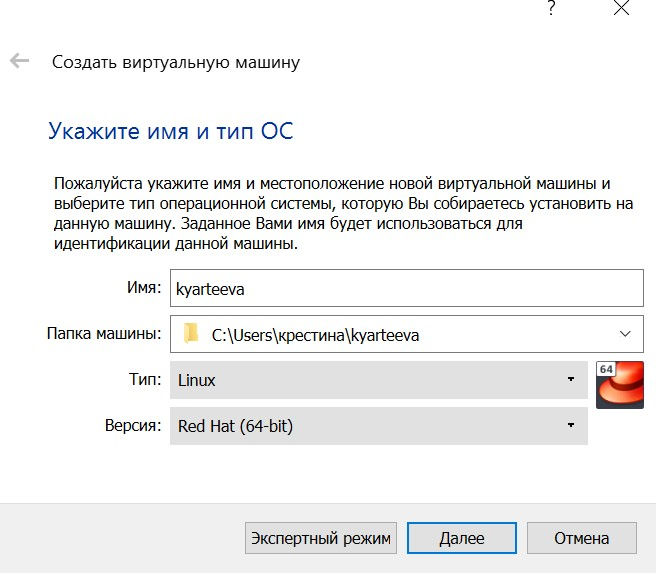 ?
Создать виртуальную машину
Укажите имя и тип ОС
Пожалуйста укажите имя и местоположение новой виртуальной машины и
выберите тип операционной системы, которую Вы собираетесь установить на
данную машину. Заданное Вами имя будет использоваться для
идентификации данной машины.
Имя: kyarteeva
Папка машины: C:\Users\крестина\kyarteeva
Тип: Linux 64
Версия: Red Hat (64-bit)
Экспертный режим Далее Отмена